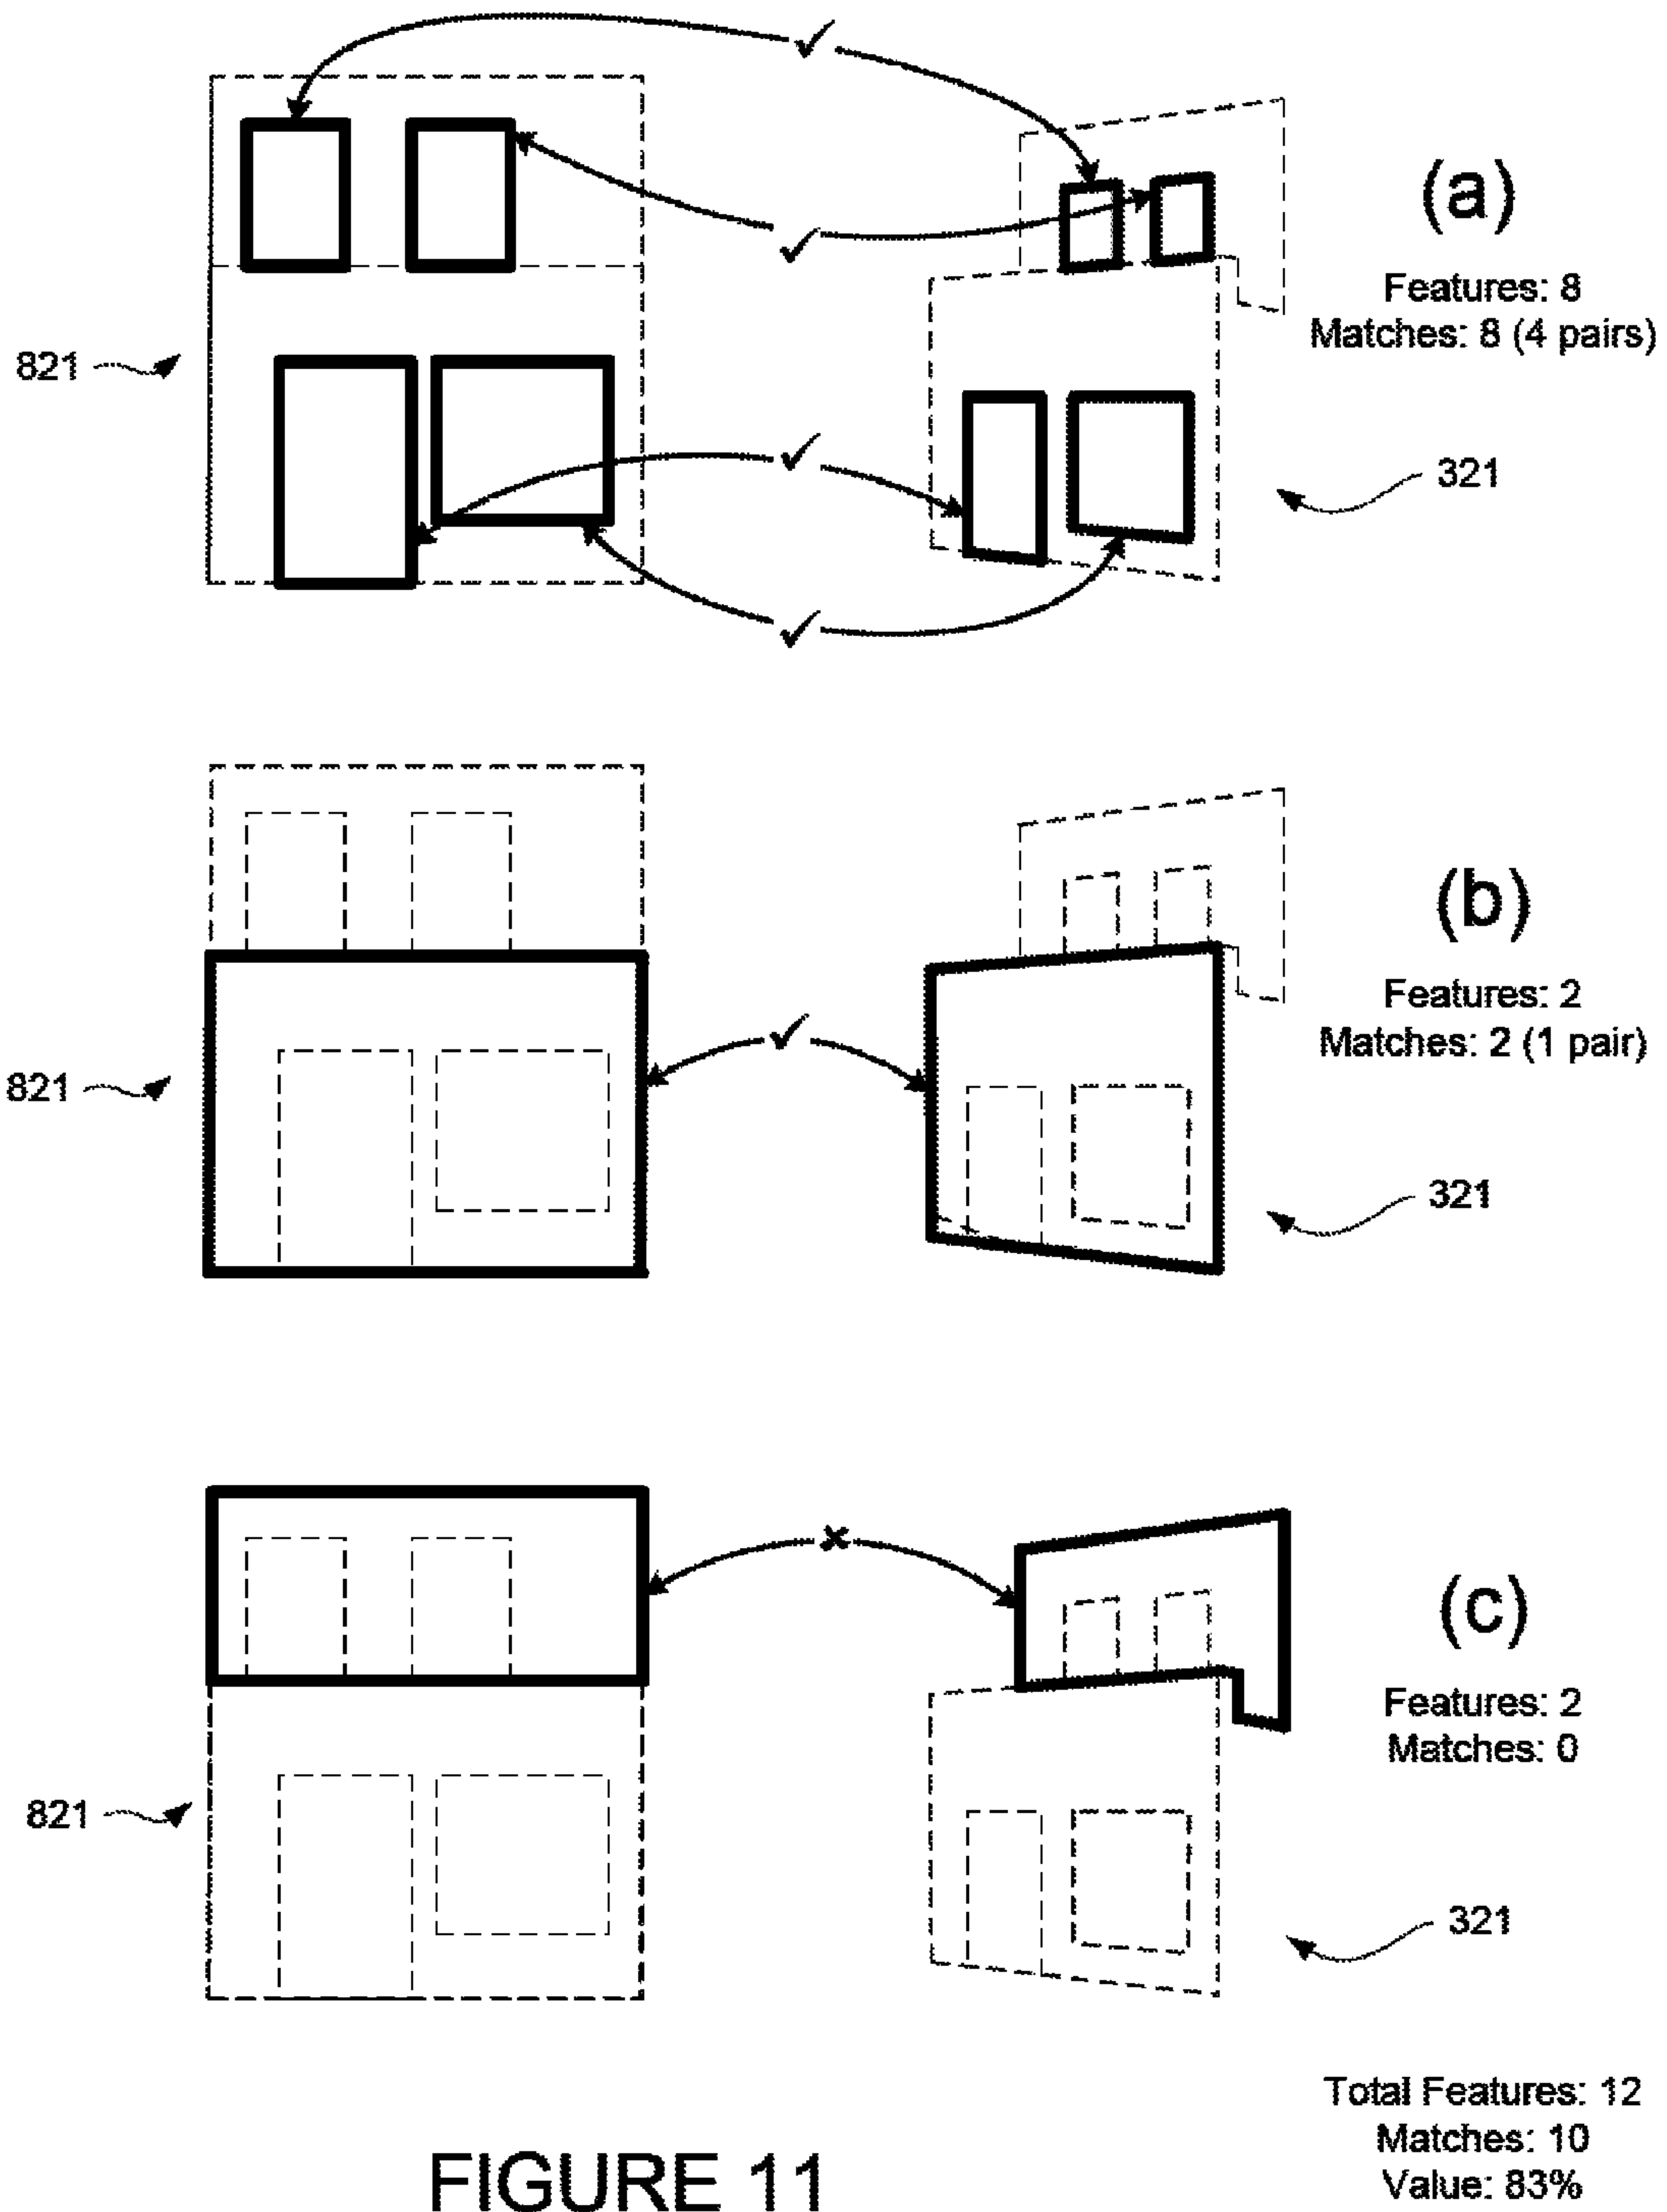 (a)
Features: 8
Matches: 8 (4 pairs)
821
321
(b)
Features: 2
Matches: 2 (1 pair)
821
321
(c)
Features: 2
Matches: 0
821
321
Total Features: 12
Matches: 10
Value: 83%
FIGURE 11